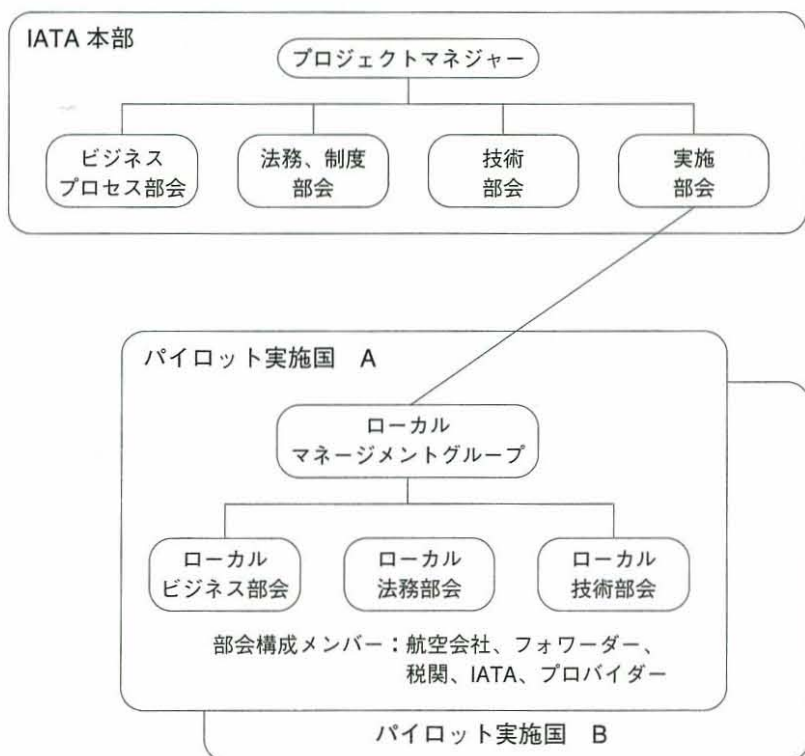 IATA 本部
プロジェクトマネジャー
ビジネス
プロセス部会
法務、制度
部会
技術
部会
実施
部会
パイロット実施国 A
ローカル
マネージメントグループ
ローカル
ビジネス部会
ローカル
法務部会
ローカル
技術部会
部会構成メンバー：航空会社、フォワーダー、
税関、IATA、プロバイダー
パイロット実施国 B